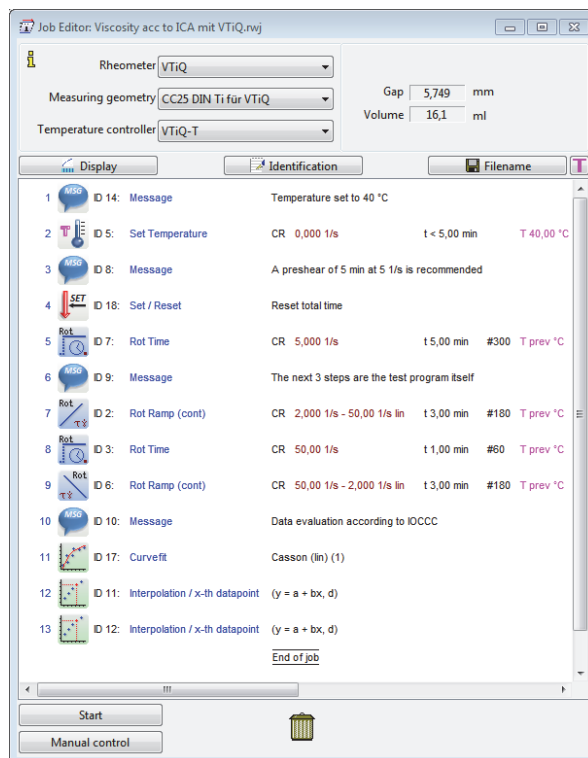 Job Editor: Viscosity acc to ICA mit VTiQ.rwj
Rheometer VTiQ
Measuring geometry CC25 DIN Ti für VTiQ
Temperature controller VTiQ-T
Gap 5,749 mm
Volume 16,1 ml
Display Identification Filename T
1 MSG ID 14: Message Temperature set to 40 °C
2 T ID 5: Set Temperature CR 0,000 1/s t < 5,00 min T 40,00 °C
3 MSG ID 8: Message A preshear of 5 min at 5 1/s is recommended
4 SET ID 18: Set / Reset Reset total time
5 Rot ID 7: Rot Time CR 5,000 1/s t 5,00 min #300 T prev °C
6 MSG ID 9: Message The next 3 steps are the test program itself
7 Rot τγ̇ ID 2: Rot Ramp (cont) CR 2,000 1/s - 50,00 1/s lin t 3,00 min #180 T prev °C
8 Rot ID 3: Rot Time CR 50,00 1/s t 1,00 min #60 T prev °C
9 Rot τγ̇ ID 6: Rot Ramp (cont) CR 50,00 1/s - 2,000 1/s lin t 3,00 min #180 T prev °C
10 MSG ID 10: Message Data evaluation according to IOCCC
11 ID 17: Curvefit Casson (lin) (1)
12 ID 11: Interpolation / x-th datapoint (y = a + bx, d)
13 ID 12: Interpolation / x-th datapoint (y = a + bx, d)
End of job
Start
Manual control